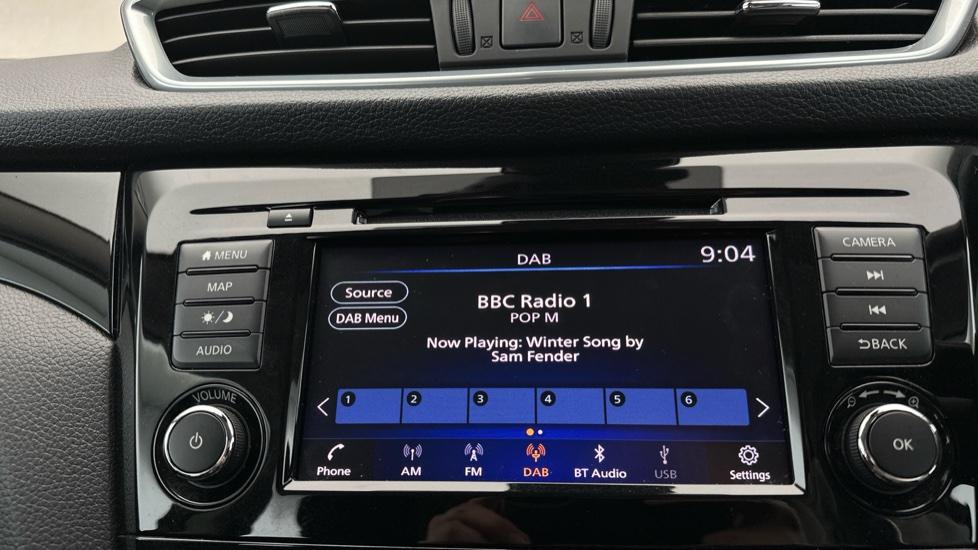 MENU
MAP
AUDIO
VOLUME
DAB
9:04
Source
DAB Menu
BBC Radio 1
POP M
Now Playing: Winter Song by
Sam Fender
1 2 3 4 5 6
Phone
AM
FM
DAB
BT Audio
USB
Settings
CAMERA
BACK
OK